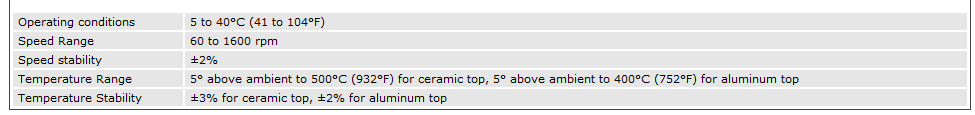 Operating conditions 5 to 40°C (41 to 104°F)
Speed Range 60 to 1600 rpm
Speed stability ±2%
Temperature Range 5° above ambient to 500°C (932°F) for ceramic top, 5° above ambient to 400°C (752°F) for aluminum top
Temperature Stability ±3% for ceramic top, ±2% for aluminum top